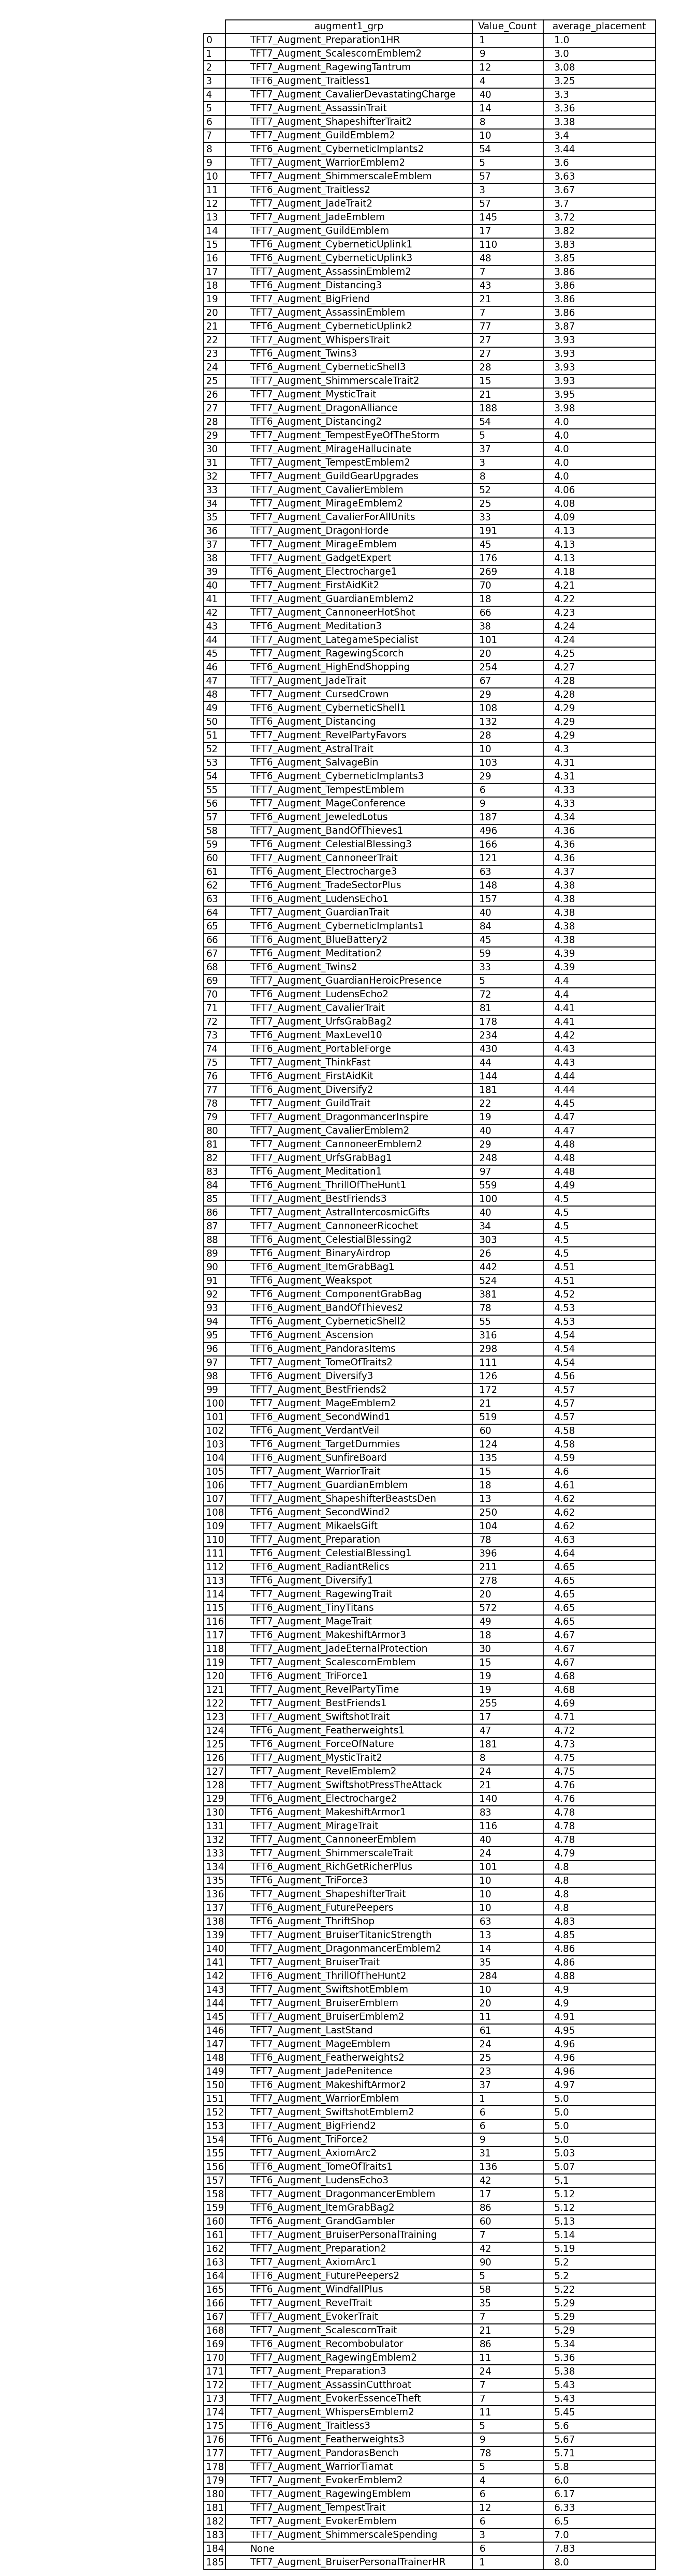 augment1_grp Value_Count average_placement
0 TFT7_Augment_Preparation1HR 1 1.0
1 TFT7_Augment_ScalescornEmblem2 9 3.0
2 TFT7_Augment_RagewingTantrum 12 3.08
3 TFT6_Augment_Traitless1 4 3.25
4 TFT7_Augment_CavalierDevastatingCharge 40 3.3
5 TFT7_Augment_AssassinTrait 14 3.36
6 TFT7_Augment_ShapeshifterTrait2 8 3.38
7 TFT7_Augment_GuildEmblem2 10 3.4
8 TFT6_Augment_CyberneticImplants2 54 3.44
9 TFT7_Augment_WarriorEmblem2 5 3.6
10 TFT7_Augment_ShimmerscaleEmblem 57 3.63
11 TFT6_Augment_Traitless2 3 3.67
12 TFT7_Augment_JadeTrait2 57 3.7
13 TFT7_Augment_JadeEmblem 145 3.72
14 TFT7_Augment_GuildEmblem 17 3.82
15 TFT6_Augment_CyberneticUplink1 110 3.83
16 TFT6_Augment_CyberneticUplink3 48 3.85
17 TFT7_Augment_AssassinEmblem2 7 3.86
18 TFT6_Augment_Distancing3 43 3.86
19 TFT7_Augment_BigFriend 21 3.86
20 TFT7_Augment_AssassinEmblem 7 3.86
21 TFT6_Augment_CyberneticUplink2 77 3.87
22 TFT7_Augment_WhispersTrait 27 3.93
23 TFT6_Augment_Twins3 27 3.93
24 TFT6_Augment_CyberneticShell3 28 3.93
25 TFT7_Augment_ShimmerscaleTrait2 15 3.93
26 TFT7_Augment_MysticTrait 21 3.95
27 TFT7_Augment_DragonAlliance 188 3.98
28 TFT6_Augment_Distancing2 54 4.0
29 TFT7_Augment_TempestEyeOfTheStorm 5 4.0
30 TFT7_Augment_MirageHallucinate 37 4.0
31 TFT7_Augment_TempestEmblem2 3 4.0
32 TFT7_Augment_GuildGearUpgrades 8 4.0
33 TFT7_Augment_CavalierEmblem 52 4.06
34 TFT7_Augment_MirageEmblem2 25 4.08
35 TFT7_Augment_CavalierForAllUnits 33 4.09
36 TFT7_Augment_DragonHorde 191 4.13
37 TFT7_Augment_MirageEmblem 45 4.13
38 TFT7_Augment_GadgetExpert 176 4.13
39 TFT6_Augment_Electrocharge1 269 4.18
40 TFT7_Augment_FirstAidKit2 70 4.21
41 TFT7_Augment_GuardianEmblem2 18 4.22
42 TFT7_Augment_CannoneerHotShot 66 4.23
43 TFT6_Augment_Meditation3 38 4.24
44 TFT7_Augment_LategameSpecialist 101 4.24
45 TFT7_Augment_RagewingScorch 20 4.25
46 TFT6_Augment_HighEndShopping 254 4.27
47 TFT7_Augment_JadeTrait 67 4.28
48 TFT7_Augment_CursedCrown 29 4.28
49 TFT6_Augment_CyberneticShell1 108 4.29
50 TFT6_Augment_Distancing 132 4.29
51 TFT7_Augment_RevelPartyFavors 28 4.29
52 TFT7_Augment_AstralTrait 10 4.3
53 TFT6_Augment_SalvageBin 103 4.31
54 TFT6_Augment_CyberneticImplants3 29 4.31
55 TFT7_Augment_TempestEmblem 6 4.33
56 TFT7_Augment_MageConference 9 4.33
57 TFT6_Augment_JeweledLotus 187 4.34
58 TFT7_Augment_BandOfThieves1 496 4.36
59 TFT6_Augment_CelestialBlessing3 166 4.36
60 TFT7_Augment_CannoneerTrait 121 4.36
61 TFT6_Augment_Electrocharge3 63 4.37
62 TFT6_Augment_TradeSectorPlus 148 4.38
63 TFT6_Augment_LudensEcho1 157 4.38
64 TFT7_Augment_GuardianTrait 40 4.38
65 TFT6_Augment_CyberneticImplants1 84 4.38
66 TFT6_Augment_BlueBattery2 45 4.38
67 TFT6_Augment_Meditation2 59 4.39
68 TFT6_Augment_Twins2 33 4.39
69 TFT7_Augment_GuardianHeroicPresence 5 4.4
70 TFT6_Augment_LudensEcho2 72 4.4
71 TFT7_Augment_CavalierTrait 81 4.41
72 TFT7_Augment_UrfsGrabBag2 178 4.41
73 TFT6_Augment_MaxLevel10 234 4.42
74 TFT6_Augment_PortableForge 430 4.43
75 TFT7_Augment_ThinkFast 44 4.43
76 TFT6_Augment_FirstAidKit 144 4.44
77 TFT6_Augment_Diversify2 181 4.44
78 TFT7_Augment_GuildTrait 22 4.45
79 TFT7_Augment_DragonmancerInspire 19 4.47
80 TFT7_Augment_CavalierEmblem2 40 4.47
81 TFT7_Augment_CannoneerEmblem2 29 4.48
82 TFT7_Augment_UrfsGrabBag1 248 4.48
83 TFT6_Augment_Meditation1 97 4.48
84 TFT6_Augment_ThrillOfTheHunt1 559 4.49
85 TFT7_Augment_BestFriends3 100 4.5
86 TFT7_Augment_AstralIntercosmicGifts 40 4.5
87 TFT7_Augment_CannoneerRicochet 34 4.5
88 TFT6_Augment_CelestialBlessing2 303 4.5
89 TFT6_Augment_BinaryAirdrop 26 4.5
90 TFT6_Augment_ItemGrabBag1 442 4.51
91 TFT6_Augment_Weakspot 524 4.51
92 TFT6_Augment_ComponentGrabBag 381 4.52
93 TFT6_Augment_BandOfThieves2 78 4.53
94 TFT6_Augment_CyberneticShell2 55 4.53
95 TFT6_Augment_Ascension 316 4.54
96 TFT6_Augment_PandorasItems 298 4.54
97 TFT7_Augment_TomeOfTraits2 111 4.54
98 TFT6_Augment_Diversify3 126 4.56
99 TFT7_Augment_BestFriends2 172 4.57
100 TFT7_Augment_MageEmblem2 21 4.57
101 TFT6_Augment_SecondWind1 519 4.57
102 TFT6_Augment_VerdantVeil 60 4.58
103 TFT6_Augment_TargetDummies 124 4.58
104 TFT6_Augment_SunfireBoard 135 4.59
105 TFT7_Augment_WarriorTrait 15 4.6
106 TFT7_Augment_GuardianEmblem 18 4.61
107 TFT7_Augment_ShapeshifterBeastsDen 13 4.62
108 TFT6_Augment_SecondWind2 250 4.62
109 TFT7_Augment_MikaelsGift 104 4.62
110 TFT7_Augment_Preparation 78 4.63
111 TFT6_Augment_CelestialBlessing1 396 4.64
112 TFT6_Augment_RadiantRelics 211 4.65
113 TFT6_Augment_Diversify1 278 4.65
114 TFT7_Augment_RagewingTrait 20 4.65
115 TFT6_Augment_TinyTitans 572 4.65
116 TFT7_Augment_MageTrait 49 4.65
117 TFT6_Augment_MakeshiftArmor3 18 4.67
118 TFT7_Augment_JadeEternalProtection 30 4.67
119 TFT7_Augment_ScalescornEmblem 15 4.67
120 TFT6_Augment_TriForce1 19 4.68
121 TFT7_Augment_RevelPartyTime 19 4.68
122 TFT7_Augment_BestFriends1 255 4.69
123 TFT7_Augment_SwiftshotTrait 17 4.71
124 TFT6_Augment_Featherweights1 47 4.72
125 TFT6_Augment_ForceOfNature 181 4.73
126 TFT7_Augment_MysticTrait2 8 4.75
127 TFT7_Augment_RevelEmblem2 24 4.75
128 TFT7_Augment_SwiftshotPressTheAttack 21 4.76
129 TFT6_Augment_Electrocharge2 140 4.76
130 TFT6_Augment_MakeshiftArmor1 83 4.78
131 TFT7_Augment_MirageTrait 116 4.78
132 TFT7_Augment_CannoneerEmblem 40 4.78
133 TFT7_Augment_ShimmerscaleTrait 24 4.79
134 TFT6_Augment_RichGetRicherPlus 101 4.8
135 TFT6_Augment_TriForce3 10 4.8
136 TFT7_Augment_ShapeshifterTrait 10 4.8
137 TFT6_Augment_FuturePeepers 10 4.8
138 TFT6_Augment_ThriftShop 63 4.83
139 TFT7_Augment_BruiserTitanicStrength 13 4.85
140 TFT7_Augment_DragonmancerEmblem2 14 4.86
141 TFT7_Augment_BruiserTrait 35 4.86
142 TFT6_Augment_ThrillOfTheHunt2 284 4.88
143 TFT7_Augment_SwiftshotEmblem 10 4.9
144 TFT7_Augment_BruiserEmblem 20 4.9
145 TFT7_Augment_BruiserEmblem2 11 4.91
146 TFT7_Augment_LastStand 61 4.95
147 TFT7_Augment_MageEmblem 24 4.96
148 TFT6_Augment_Featherweights2 25 4.96
149 TFT7_Augment_JadePenitence 23 4.96
150 TFT6_Augment_MakeshiftArmor2 37 4.97
151 TFT7_Augment_WarriorEmblem 1 5.0
152 TFT7_Augment_SwiftshotEmblem2 6 5.0
153 TFT7_Augment_BigFriend2 6 5.0
154 TFT6_Augment_TriForce2 9 5.0
155 TFT7_Augment_AxiomArc2 31 5.03
156 TFT6_Augment_TomeOfTraits1 136 5.07
157 TFT6_Augment_LudensEcho3 42 5.1
158 TFT7_Augment_DragonmancerEmblem 17 5.12
159 TFT6_Augment_ItemGrabBag2 86 5.12
160 TFT6_Augment_GrandGambler 60 5.13
161 TFT7_Augment_BruiserPersonalTraining 7 5.14
162 TFT7_Augment_Preparation2 42 5.19
163 TFT7_Augment_AxiomArc1 90 5.2
164 TFT6_Augment_FuturePeepers2 5 5.2
165 TFT6_Augment_WindfallPlus 58 5.22
166 TFT7_Augment_RevelTrait 35 5.29
167 TFT7_Augment_EvokerTrait 7 5.29
168 TFT7_Augment_ScalescornTrait 21 5.29
169 TFT6_Augment_Recombobulator 86 5.34
170 TFT7_Augment_RagewingEmblem2 11 5.36
171 TFT7_Augment_Preparation3 24 5.38
172 TFT7_Augment_AssassinCutthroat 7 5.43
173 TFT7_Augment_EvokerEssenceTheft 7 5.43
174 TFT7_Augment_WhispersEmblem2 11 5.45
175 TFT6_Augment_Traitless3 5 5.6
176 TFT6_Augment_Featherweights3 9 5.67
177 TFT7_Augment_PandorasBench 78 5.71
178 TFT7_Augment_WarriorTiamat 5 5.8
179 TFT7_Augment_EvokerEmblem2 4 6.0
180 TFT7_Augment_RagewingEmblem 6 6.17
181 TFT7_Augment_TempestTrait 12 6.33
182 TFT7_Augment_EvokerEmblem 6 6.5
183 TFT7_Augment_ShimmerscaleSpending 3 7.0
184 None 6 7.83
185 TFT7_Augment_BruiserPersonalTrainerHR 1 8.0